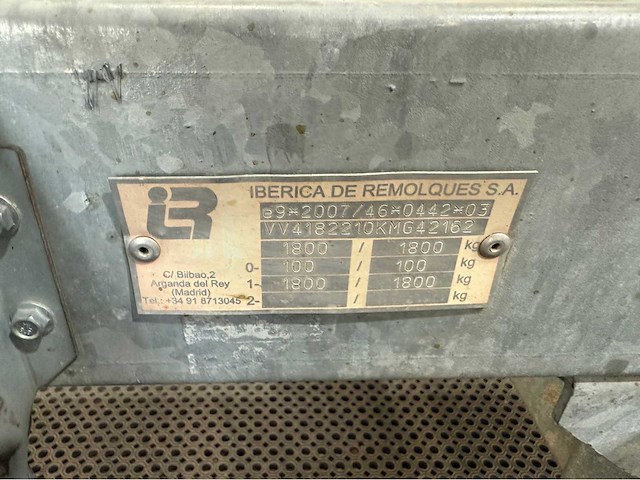 IR
IBERICA DE REMOLQUES S.A.
e9*2007/46*0442*03
VV4182210KMG42162
1800 / 1800 kg
0- 100 / 100 kg
1- 1800 / 1800 kg
2- / kg
C/ Bilbao,2
Arganda del Rey
(Madrid)
Tel.: +34 91 8713045